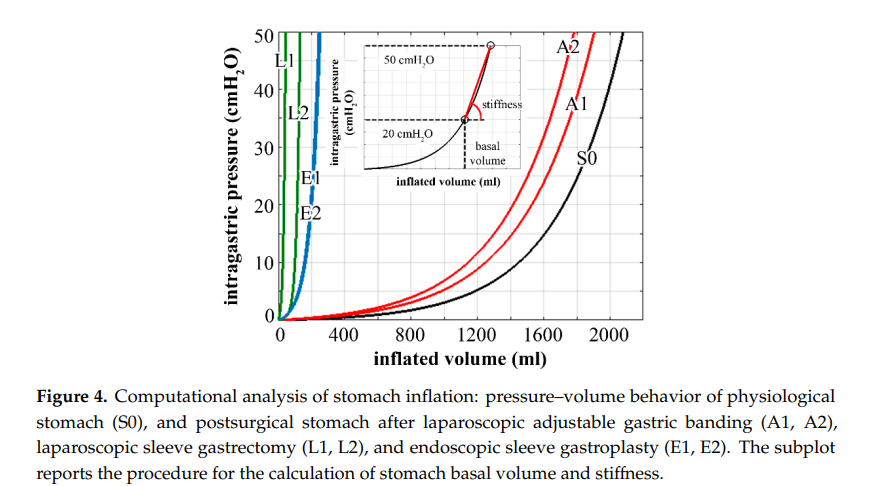 50
40
30
20
10
0
intragastric pressure (cmH₂O)
L1
L2
E1
E2
A2
A1
S0
50 cmH₂O
20 cmH₂O
stiffness
basal
volume
intragastric pressure
(cmH₂O)
inflated volume (ml)
0 400 800 1200 1600 2000
inflated volume (ml)
Figure 4. Computational analysis of stomach inflation: pressure–volume behavior of physiological
stomach (S0), and postsurgical stomach after laparoscopic adjustable gastric banding (A1, A2),
laparoscopic sleeve gastrectomy (L1, L2), and endoscopic sleeve gastroplasty (E1, E2). The subplot
reports the procedure for the calculation of stomach basal volume and stiffness.